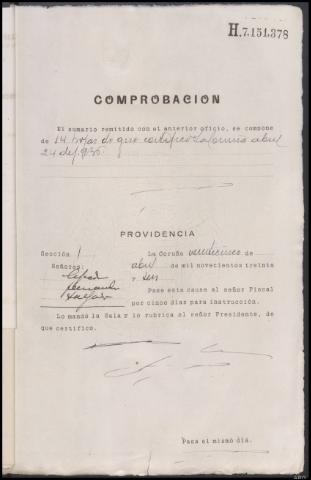 H.7.151.378
COMPROBACION
El sumario remitido con el anterior oficio, se compone
de 14 hojas de que certifico Coruña abril
24 de 1936
PROVIDENCIA
Sección 1 La Coruña veinticinco de
Señores: abril de mil novecientos treinta
y seis
Fernando
Pase esta causa al señor Fiscal
por cinco días para instrucción.
Lo mandó la Sala y lo rubrica el señor Presidente, de
que certifico.
Pasa el mismo día.